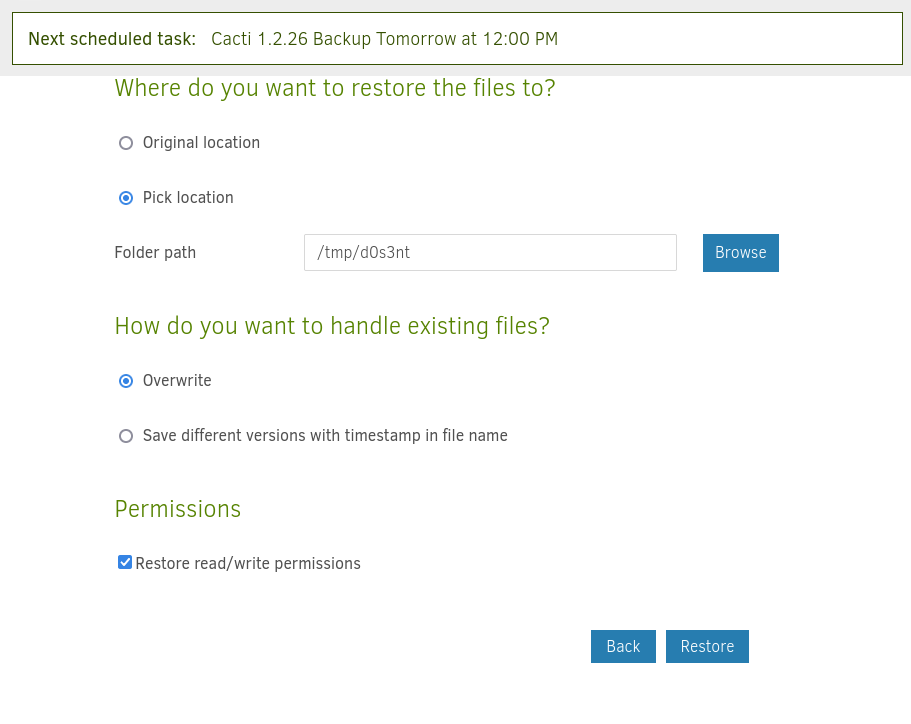 Next scheduled task: Cacti 1.2.26 Backup Tomorrow at 12:00 PM
Where do you want to restore the files to?
Original location
Pick location
Folder path /tmp/d0s3nt Browse
How do you want to handle existing files?
Overwrite
Save different versions with timestamp in file name
Permissions
Restore read/write permissions
Back Restore